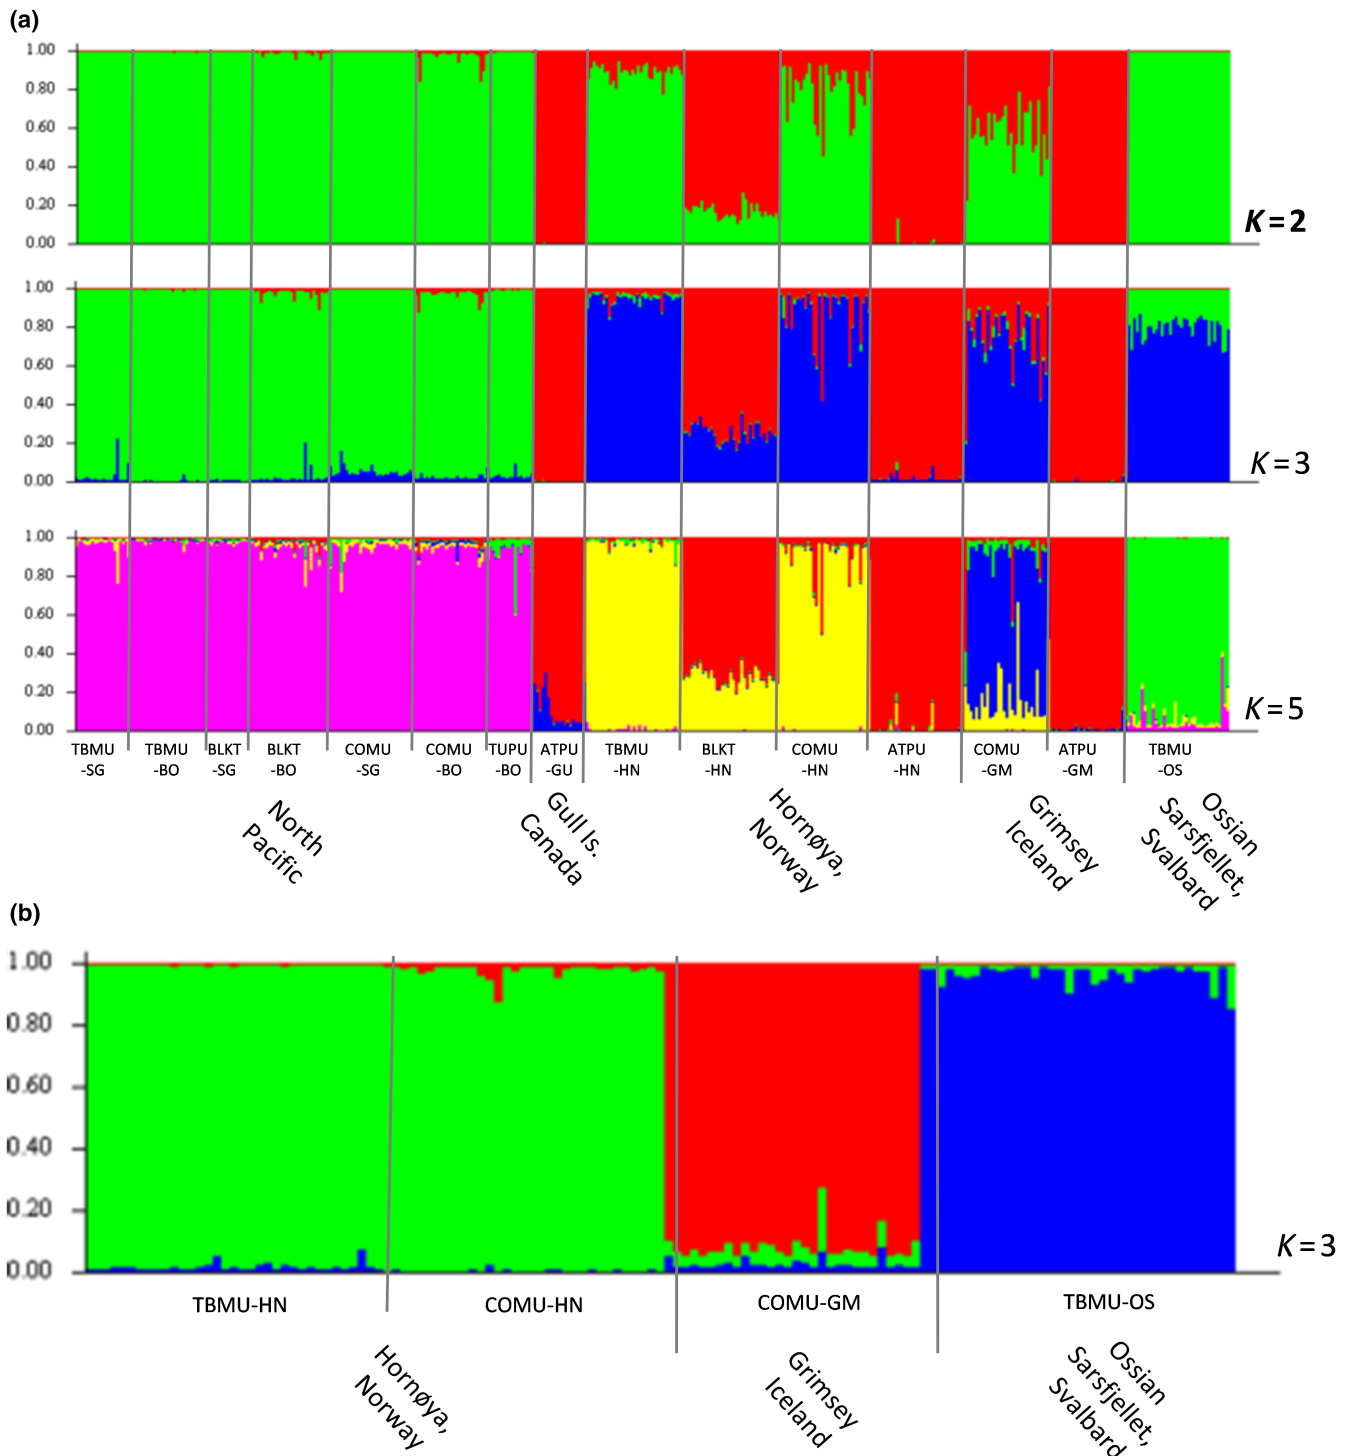 (a)
1.00
0.80
0.60
0.40
0.20
0.00
K=2
1.00
0.80
0.60
0.40
0.20
0.00
K=3
1.00
0.80
0.60
0.40
0.20
0.00
K=5
TBMU
-SG
TBMU
-BO
BLKT
-SG
BLKT
-BO
COMU
-SG
COMU
-BO
TUPU
-BO
ATPU
-GU
TBMU
-HN
BLKT
-HN
COMU
-HN
ATPU
-HN
COMU
-GM
ATPU
-GM
TBMU
-OS
North
Pacific
Gull Is.
Canada
Hornøya,
Norway
Grimsey
Iceland
Ossian
Sarsfjellet,
Svalbard
(b)
1.00
0.80
0.60
0.40
0.20
0.00
K=3
TBMU-HN
COMU-HN
COMU-GM
TBMU-OS
Hornøya,
Norway
Grimsey
Iceland
Ossian
Sarsfjellet,
Svalbard